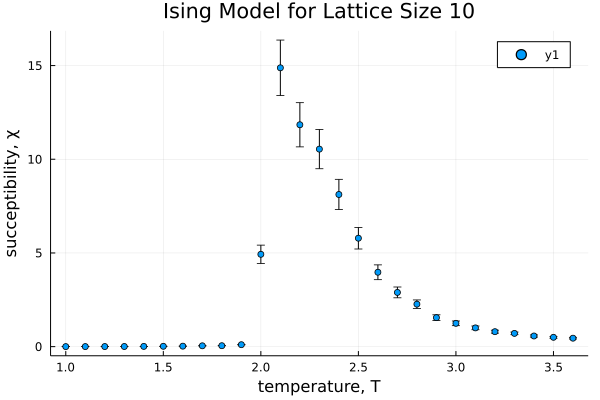 Ising Model for Lattice Size 10
y1
succeptibility, χ
15
10
5
0
1.0 1.5 2.0 2.5 3.0 3.5
temperature, T